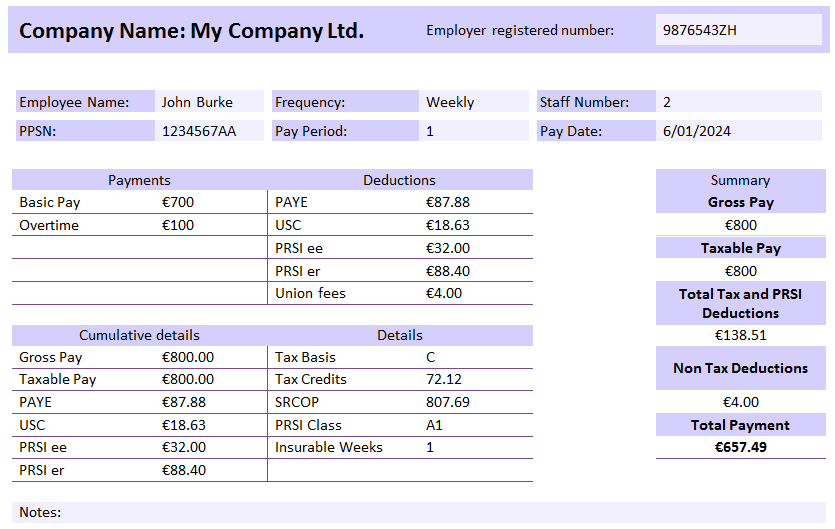 Company Name: My Company Ltd. Employer registered number: 9876543ZH
Employee Name: John Burke Frequency: Weekly Staff Number: 2
PPSN: 1234567AA Pay Period: 1 Pay Date: 6/01/2024
Payments Deductions Summary
Basic Pay €700 PAYE €87.88 Gross Pay
Overtime €100 USC €18.63 €800
PRSI ee €32.00 Taxable Pay
PRSI er €88.40 €800
Union fees €4.00 Total Tax and PRSI
Deductions
Cumulative details Details €138.51
Gross Pay €800.00 Tax Basis C
Taxable Pay €800.00 Tax Credits 72.12 Non Tax Deductions
PAYE €87.88 SRCOP 807.69 €4.00
USC €18.63 PRSI Class A1 Total Payment
PRSI ee €32.00 Insurable Weeks 1 €657.49
PRSI er €88.40
Notes: